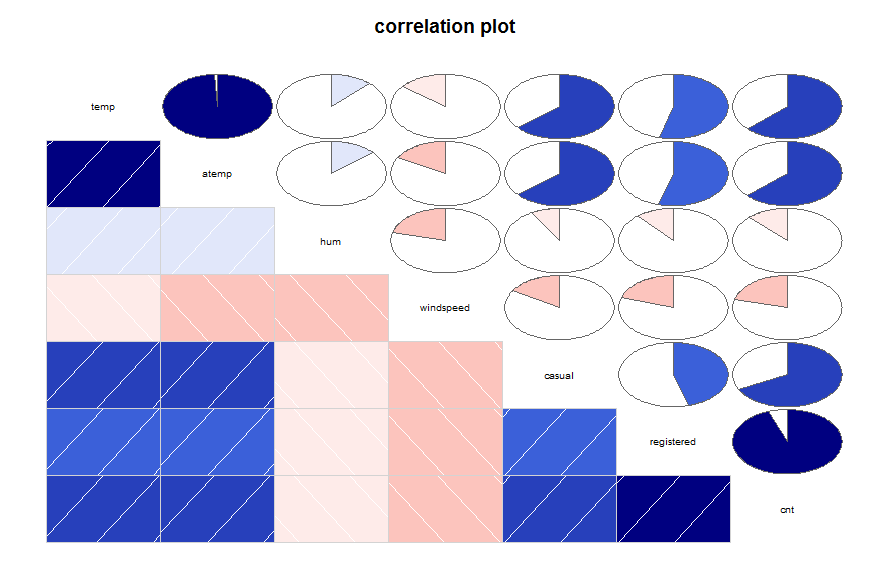 correlation plot
temp
atemp
hum
windspeed
casual
registered
cnt